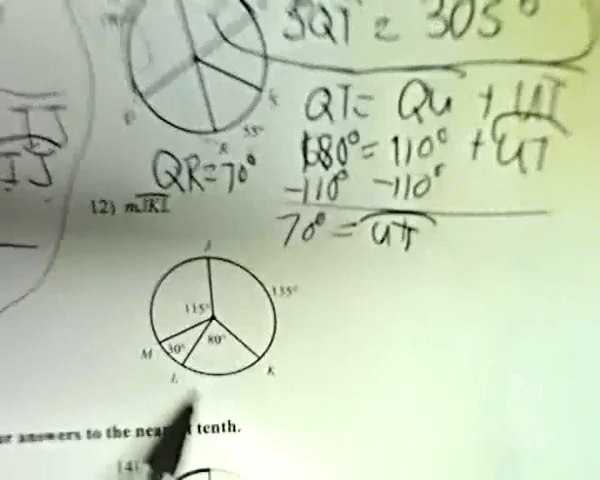 SQT = 305°
QT = QU + UT
180° = 110° + UT
-110° -110°
70° = UT
QR = 70°
R
55°
12) mJKL
J
135°
115°
30°
80°
M
L
K
answers to the nearest tenth.
14)